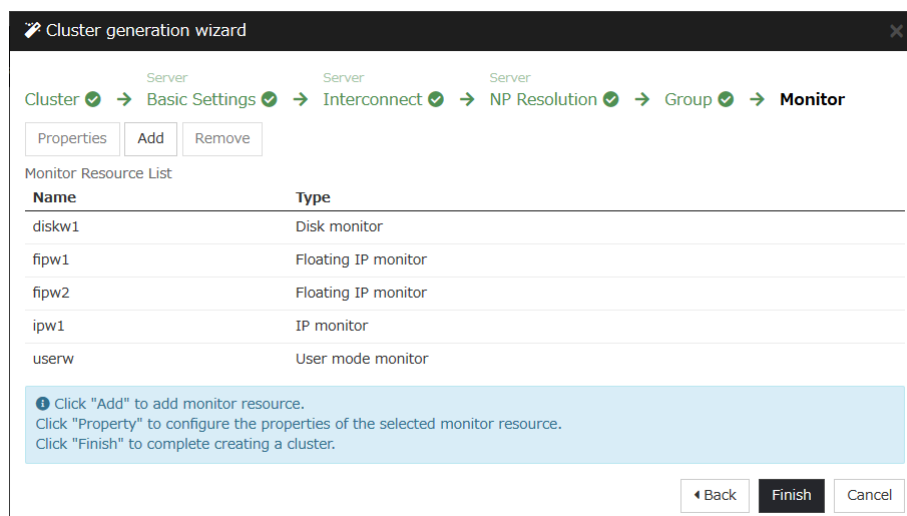 Cluster generation wizard
Server Server Server
Cluster → Basic Settings → Interconnect → NP Resolution → Group → Monitor
Properties Add Remove
Monitor Resource List
Name Type
diskw1 Disk monitor
fipw1 Floating IP monitor
fipw2 Floating IP monitor
ipw1 IP monitor
userw User mode monitor
Click "Add" to add monitor resource.
Click "Property" to configure the properties of the selected monitor resource.
Click "Finish" to complete creating a cluster.
Back Finish Cancel